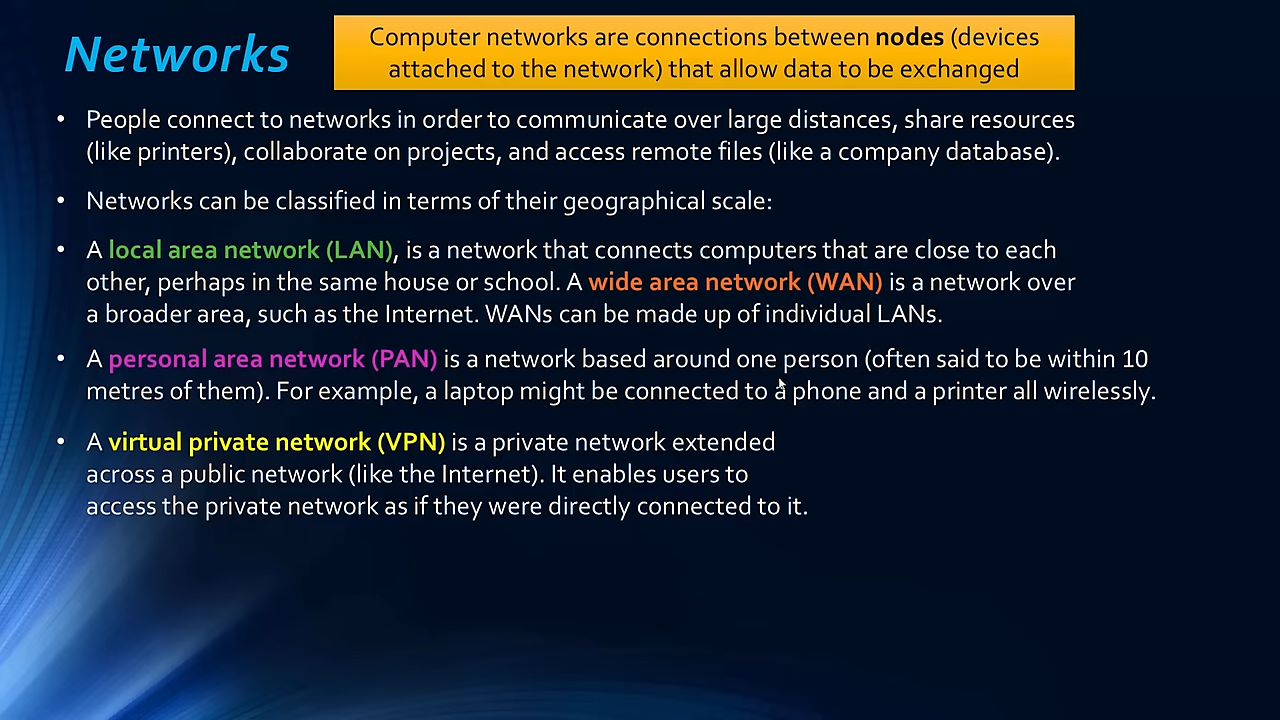 Networks
Computer networks are connections between nodes (devices
attached to the network) that allow data to be exchanged
• People connect to networks in order to communicate over large distances, share resources
(like printers), collaborate on projects, and access remote files (like a company database).
• Networks can be classified in terms of their geographical scale:
• A local area network (LAN), is a network that connects computers that are close to each
other, perhaps in the same house or school. A wide area network (WAN) is a network over
a broader area, such as the Internet. WANs can be made up of individual LANs.
• A personal area network (PAN) is a network based around one person (often said to be within 10
metres of them). For example, a laptop might be connected to a phone and a printer all wirelessly.
• A virtual private network (VPN) is a private network extended
across a public network (like the Internet). It enables users to
access the private network as if they were directly connected to it.